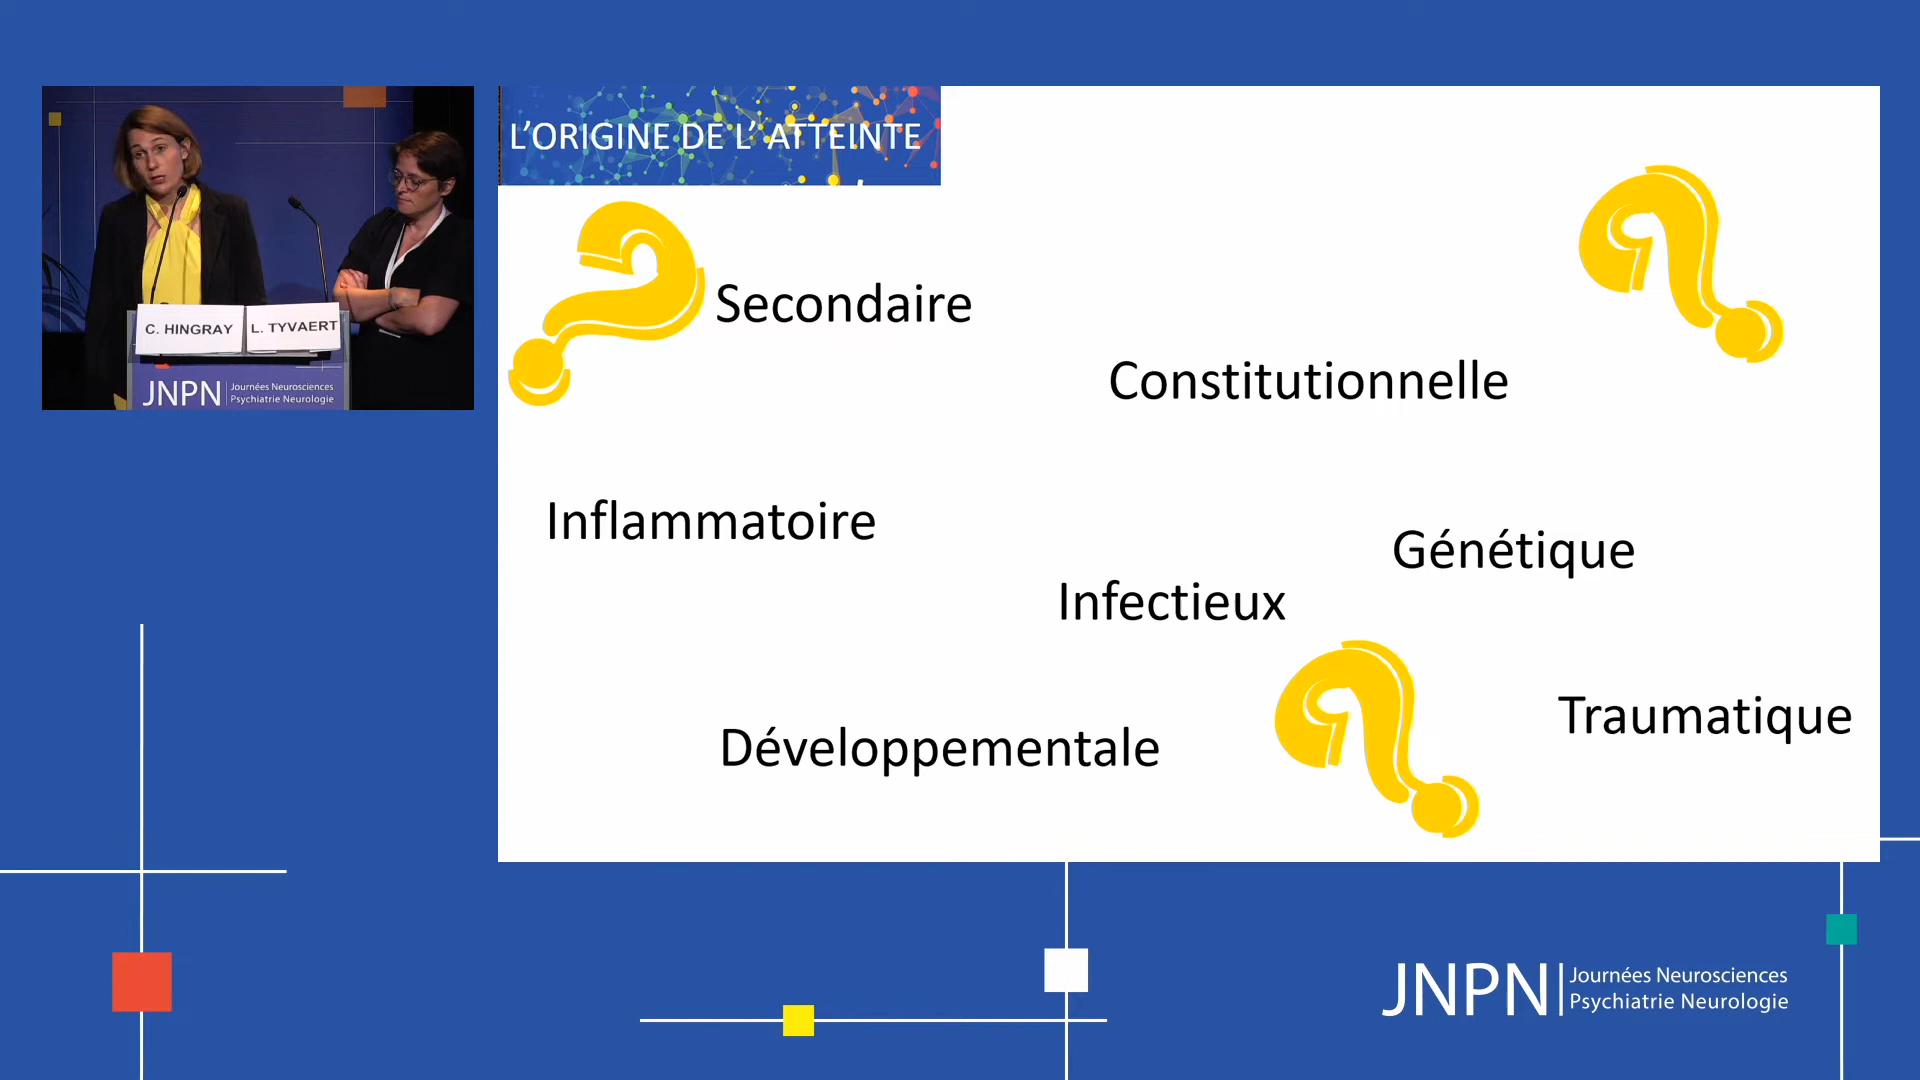 L'ORIGINE DE L' ATTEINTE
Secondaire
Constitutionnelle
Inflammatoire
Génétique
Infectieux
Traumatique
Développementale
C. HINGRAY
L. TYVAERT
JNPN
Journées Neurosciences
Psychiatrie Neurologie
JNPN
Journées Neurosciences
Psychiatrie Neurologie